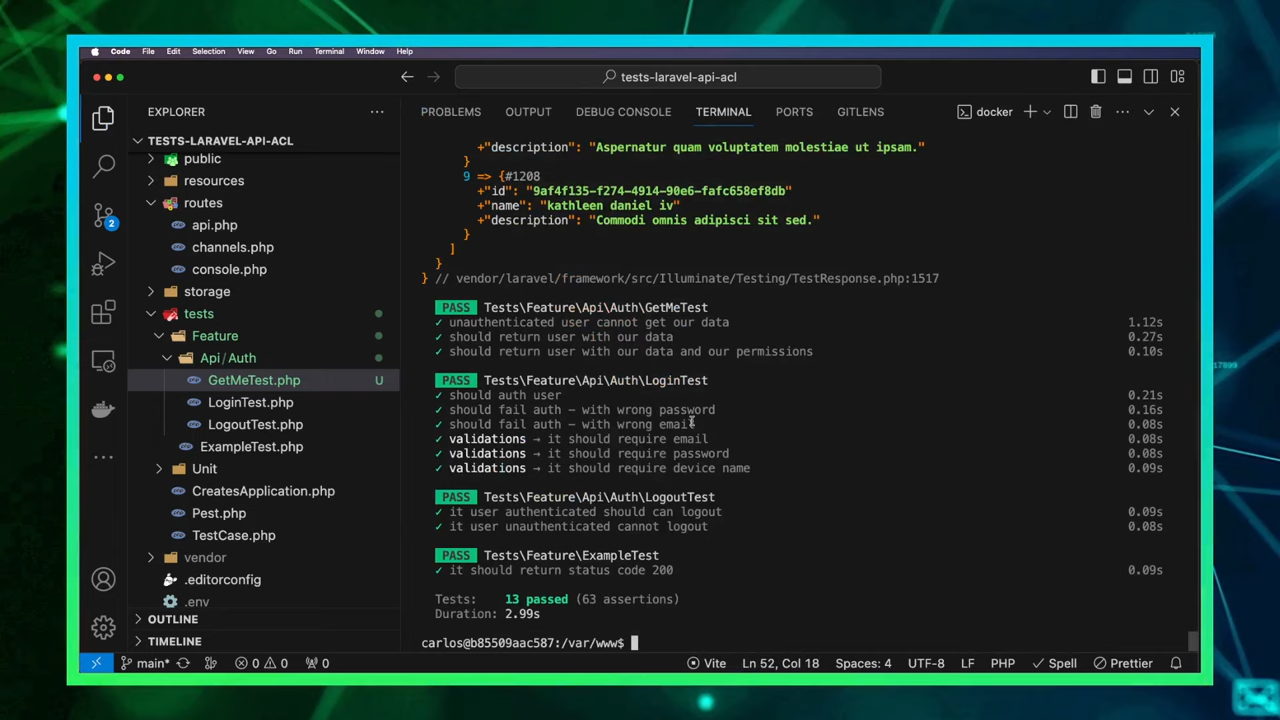 Code File Edit Selection View Go Run Terminal Window Help
tests-laravel-api-acl
EXPLORER
TESTS-LARAVEL-API-ACL
public
resources
routes
api.php
channels.php
console.php
storage
tests
Feature
Api/Auth
GetMeTest.php U
LoginTest.php
LogoutTest.php
ExampleTest.php
Unit
CreatesApplication.php
Pest.php
TestCase.php
vendor
.editorconfig
.env
OUTLINE
TIMELINE
2
PROBLEMS OUTPUT DEBUG CONSOLE TERMINAL PORTS GITLENS docker
+"description": "Aspernatur quam voluptatem molestiae ut ipsam."
}
9 => {#1208
+"id": "9af4f135-f274-4914-90e6-fafc658ef8db"
+"name": "kathleen daniel iv"
+"description": "Commodi omnis adipisci sit sed."
}
]
}
} // vendor/laravel/framework/src/Illuminate/Testing/TestResponse.php:1517
PASS Tests\Feature\Api\Auth\GetMeTest
✓ unauthenticated user cannot get our data 1.12s
✓ should return user with our data 0.27s
✓ should return user with our data and our permissions 0.10s
PASS Tests\Feature\Api\Auth\LoginTest
✓ should auth user 0.21s
✓ should fail auth - with wrong password 0.16s
✓ should fail auth - with wrong email 0.08s
✓ validations → it should require email 0.08s
✓ validations → it should require password 0.08s
✓ validations → it should require device name 0.09s
PASS Tests\Feature\Api\Auth\LogoutTest
✓ it user authenticated should can logout 0.09s
✓ it user unauthenticated cannot logout 0.08s
PASS Tests\Feature\ExampleTest
✓ it should return status code 200 0.09s
Tests: 13 passed (63 assertions)
Duration: 2.99s
carlos@b85509aac587:/var/www$
main* 0 0 0 Vite Ln 52, Col 18 Spaces: 4 UTF-8 LF PHP Spell Prettier